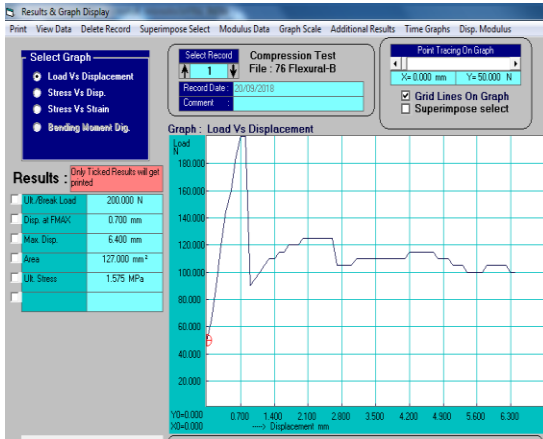 Results & Graph Display
Print View Data Delete Record Superimpose Select Modulus Data Graph Scale Additional Results Time Graphs Disp. Modulus
Select Graph
Load Vs Displacement
Stress Vs Disp.
Stress Vs Strain
Bending Moment Dig.
Select Record
1
Compression Test
File : 76 Flexural-B
Record Date : 20/09/2018
Comment :
Point Tracing On Graph
X= 0.000 mm Y= 50.000 N
Grid Lines On Graph
Superimpose select
Results : Only Ticked Results will get printed
Ult./Break Load 200.000 N
Disp. at FMAX 0.700 mm
Max. Disp. 6.400 mm
Area 127.000 mm²
Ult. Stress 1.575 MPa
Graph : Load Vs Displacement
Load
N
180.000
160.000
140.000
120.000
100.000
80.000
60.000
40.000
20.000
Y0=0.000
X0=0.000
0.700 1.400 2.100 2.800 3.500 4.200 4.900 5.600 6.300
----> Displacement mm